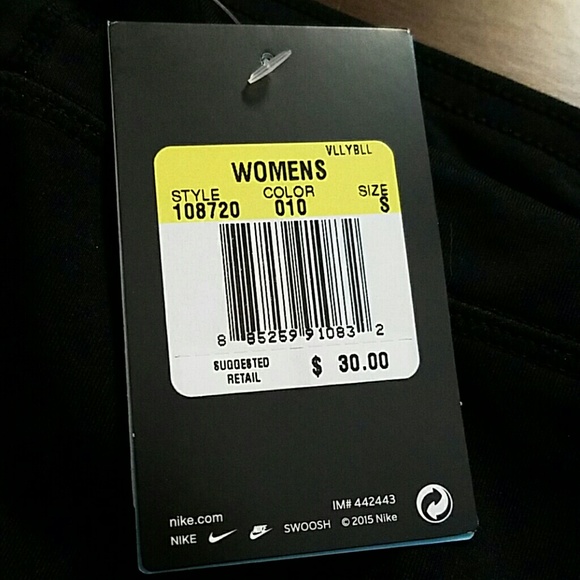 VLLYBLL
WOMENS
STYLE COLOR SIZE
108720 010 S
8 85259 91083 2
SUGGESTED RETAIL $ 30.00
IM# 442443
nike.com
NIKE NIKE SWOOSH © 2015 Nike